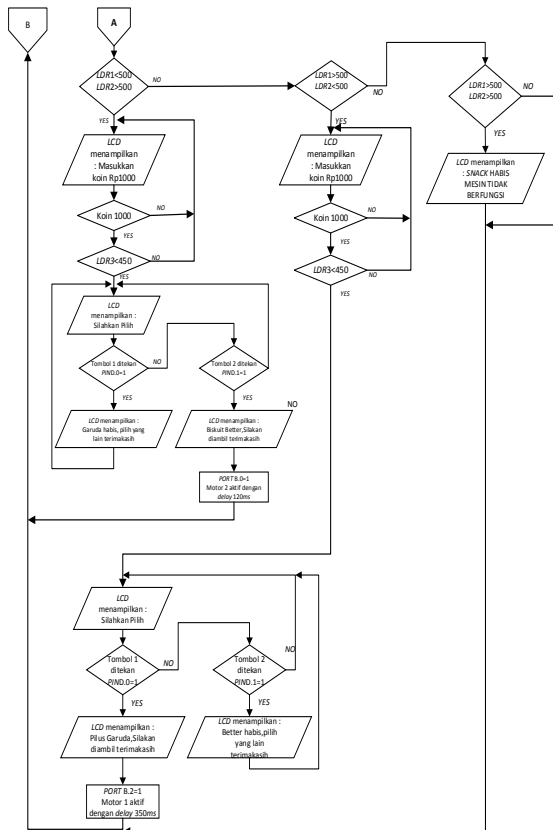 B
A
LDR1<500
LDR2>500
NO
YES
LDR1>500
LDR2<500
NO
YES
LDR1>500
LDR2>500
NO
YES
LCD
menampilkan
: Masukkan
koin Rp1000
LCD
menampilkan
: Masukkan
koin Rp1000
LCD menampilkan
: SNACK HABIS
MESIN TIDAK
BERFUNGSI
Koin 1000
NO
YES
Koin 1000
NO
YES
LDR3<450
NO
YES
LDR3<450
NO
YES
LCD
menampilkan :
Silahkan Pilih
Tombol 1 ditekan
PIND.0=1
NO
YES
Tombol 2 ditekan
PIND.1=1
NO
YES
LCD menampilkan :
Garuda habis, pilih yang
lain terimakasih
LCD menampilkan :
Biskuit Better,Silakan
diambil terimakasih
PORT B.0=1
Motor 2 aktif dengan
delay 120ms
LCD
menampilkan :
Silahkan Pilih
Tombol 1
ditekan
PIND.0=1
NO
YES
Tombol 2
ditekan
PIND.1=1
NO
YES
LCD menampilkan :
Pilus Garuda,Silakan
diambil terimakasih
LCD menampilkan :
Better habis,pilih
yang lain
terimakasih
PORT B.2=1
Motor 1 aktif
dengan delay 350ms